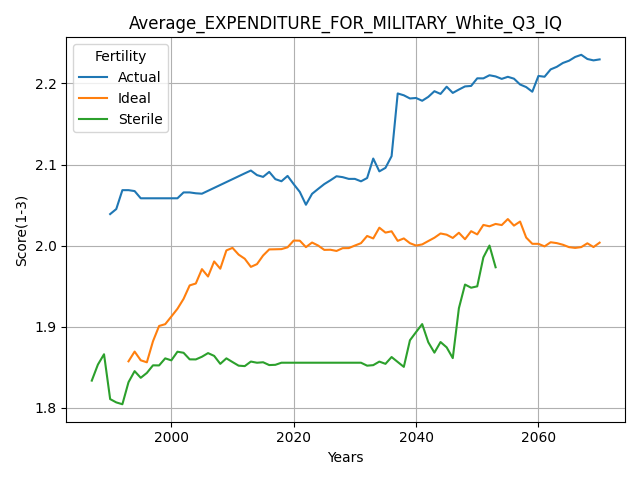 Average_EXPENDITURE_FOR_MILITARY_White_Q3_IQ
Fertility
Actual
Ideal
Sterile
2.2
2.1
2.0
1.9
1.8
Score(1-3)
2000
2020
2040
2060
Years